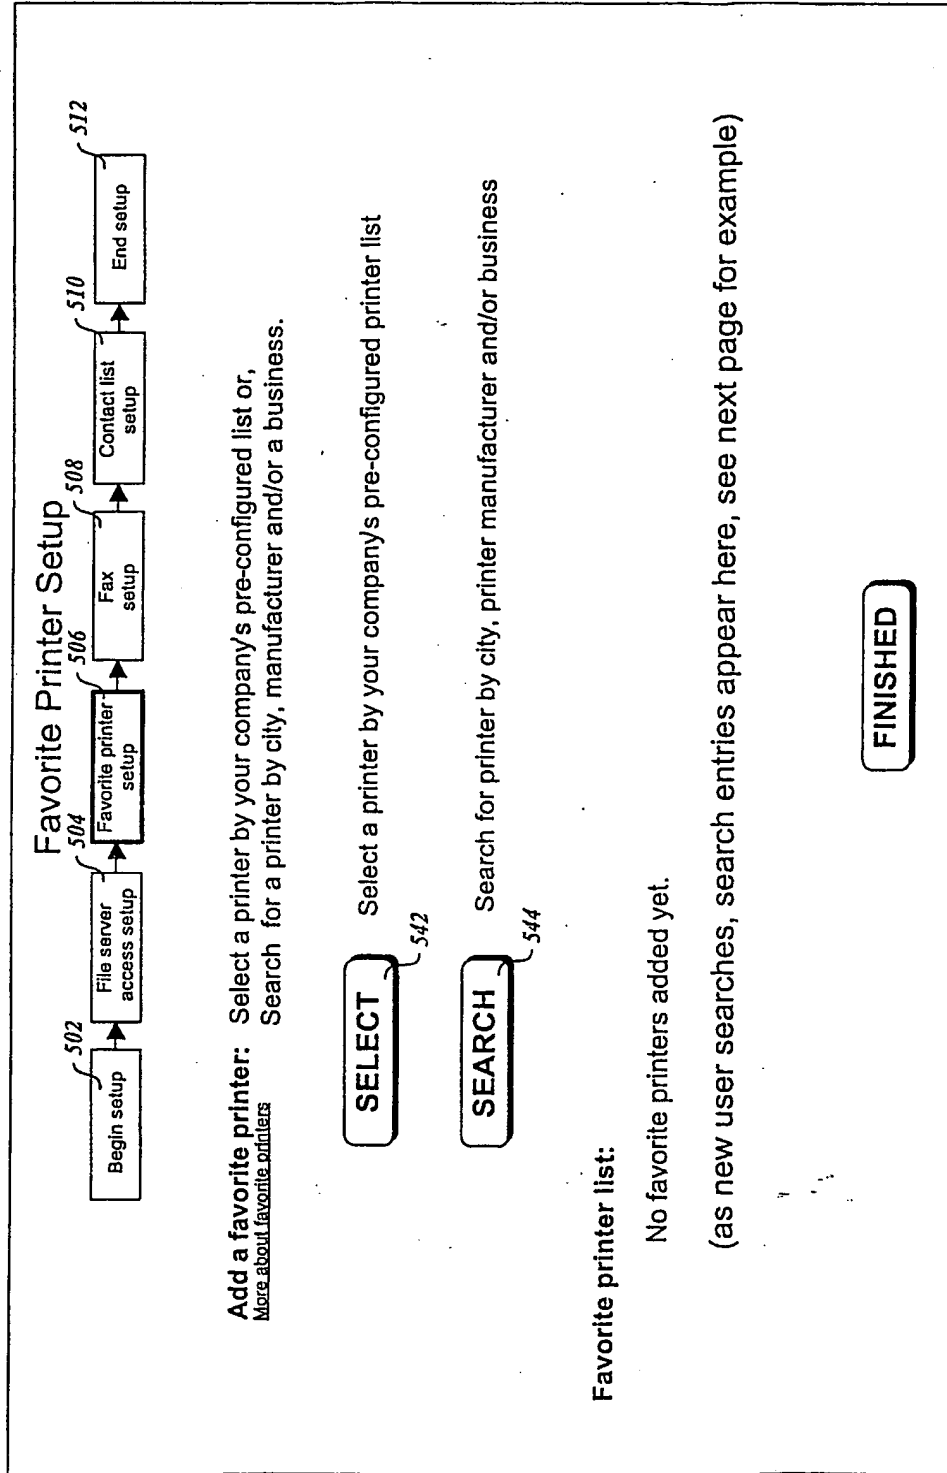 Favorite Printer Setup
502
504
506
508
510
512
Begin setup
File server
access setup
Favorite printer
setup
Fax
setup
Contact list
setup
End setup
Add a favorite printer: Select a printer by your company's pre-configured list or,
More about favorite printers
Search for a printer by city, manufacturer and/or a business.
SELECT
542
Select a printer by your company's pre-configured printer list
SEARCH
544
Search for printer by city, printer manufacturer and/or business
Favorite printer list:
No favorite printers added yet.
(as new user searches, search entries appear here, see next page for example)
FINISHED